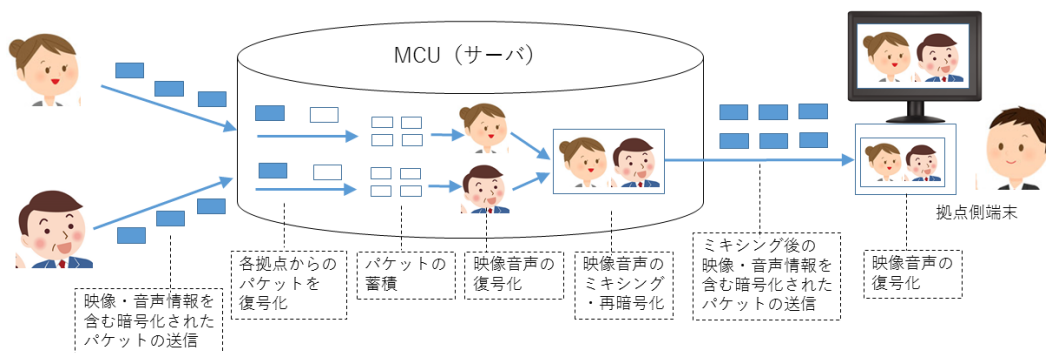 MCU（サーバ）
拠点側端末
映像・音声情報を
含む暗号化された
パケットの送信
各拠点からの
パケットを
復号化
パケットの
蓄積
映像音声の
復号化
映像音声の
ミキシング
・再暗号化
ミキシング後の
映像・音声情報を
含む暗号化された
パケットの送信
映像音声の
復号化